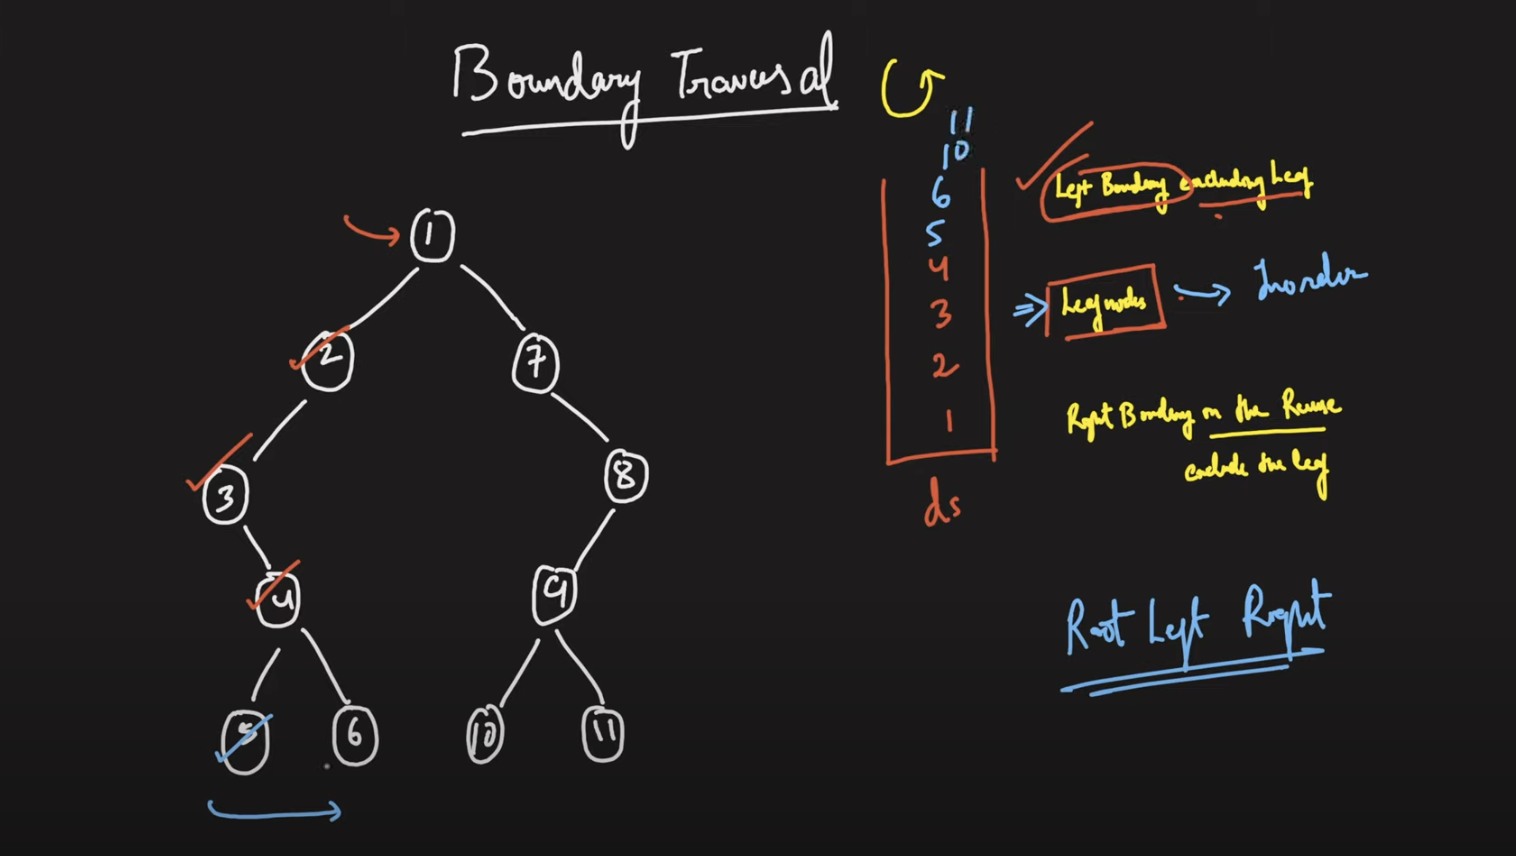 Boundary Traversal
11
10
6
5
4
3
2
1
ds
Left Boundary excluding Leaf
Leaf nodes
Inorder
Right Boundary on the Reverse
exclude the leaf
Root Left Right
1
2
7
3
8
4
9
5
6
10
11